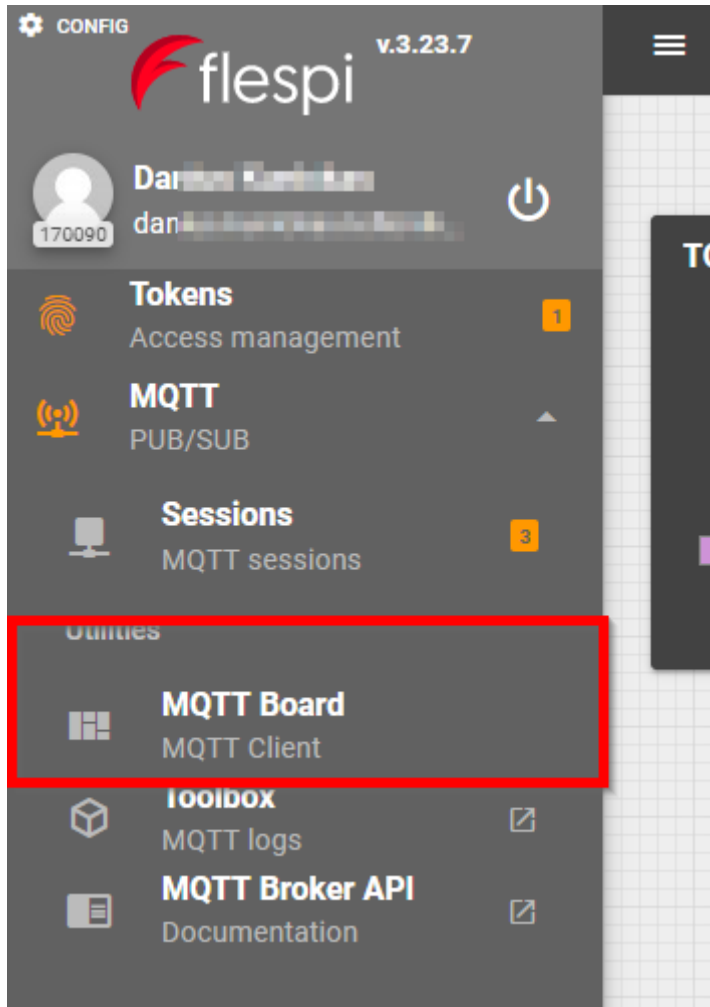 CONFIG
flespi v.3.23.7
170090
Tokens
1
Access management
MQTT
PUB/SUB
Sessions
3
MQTT sessions
Utilities
MQTT Board
MQTT Client
Toolbox
MQTT logs
MQTT Broker API
Documentation